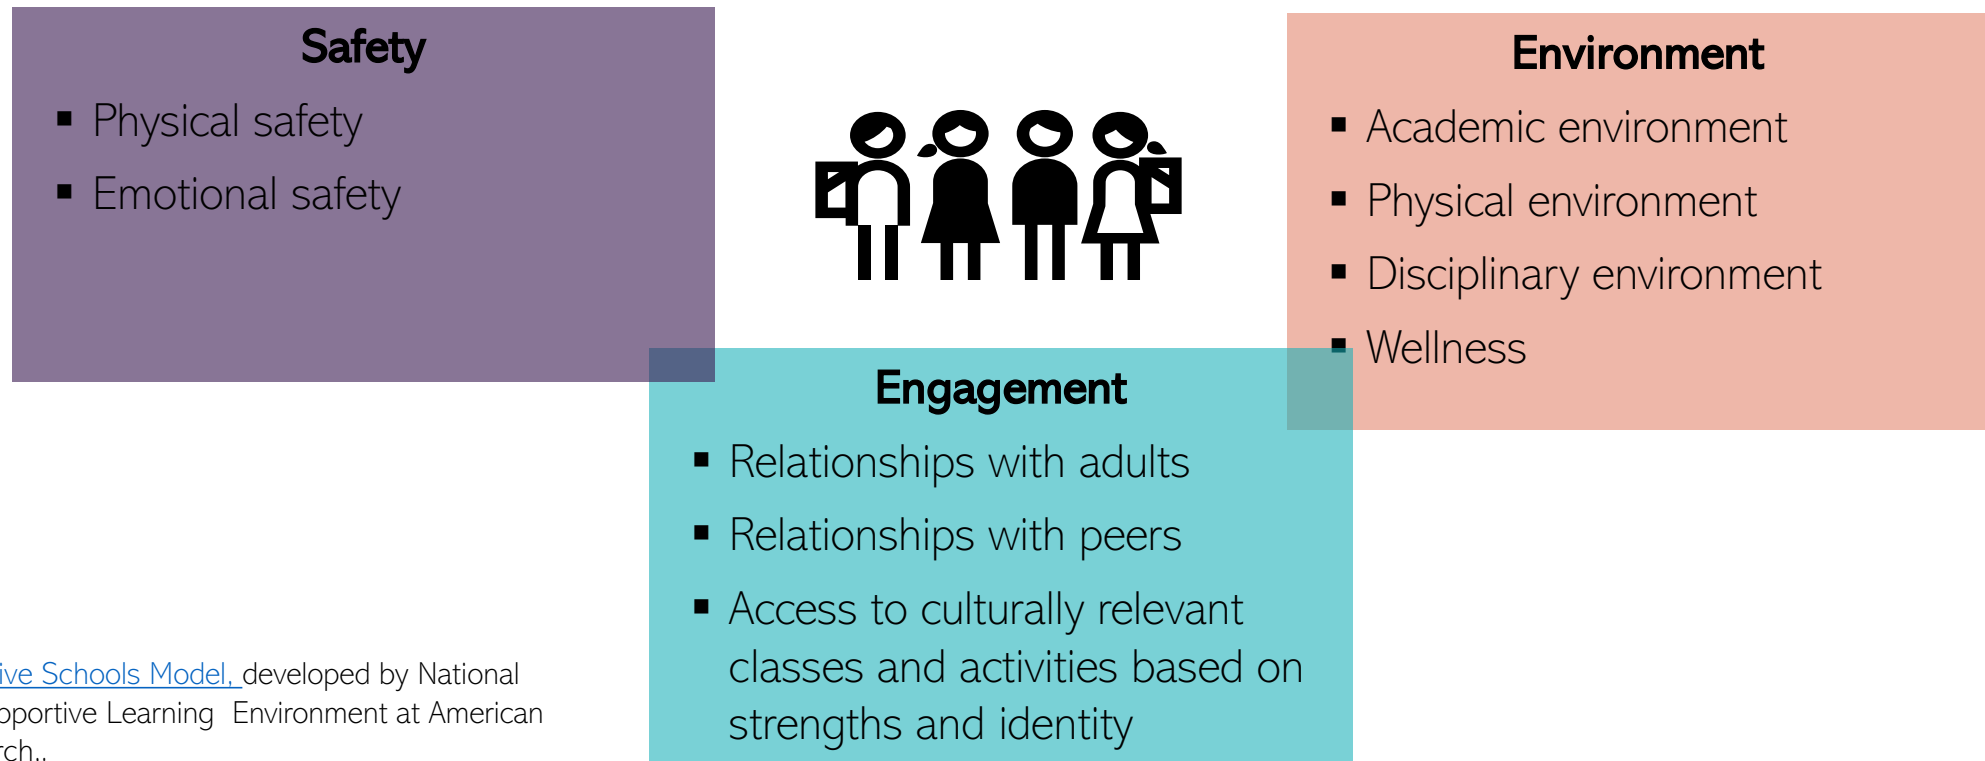 Safety
▪ Physical safety
▪ Emotional safety
Environment
▪ Academic environment
▪ Physical environment
▪ Disciplinary environment
▪ Wellness
Engagement
▪ Relationships with adults
▪ Relationships with peers
▪ Access to culturally relevant
classes and activities based on
strengths and identity
Schools Model, developed by National
Learning Environment at American